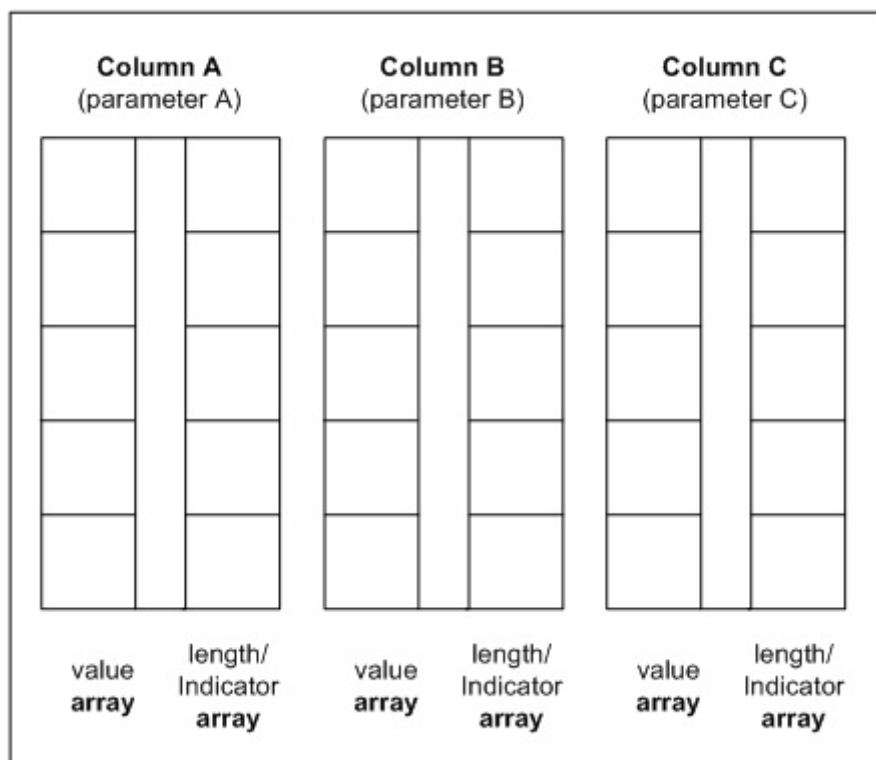 Column A
(parameter A)
Column B
(parameter B)
Column C
(parameter C)
value
array
length/
Indicator
array
value
array
length/
Indicator
array
value
array
length/
Indicator
array